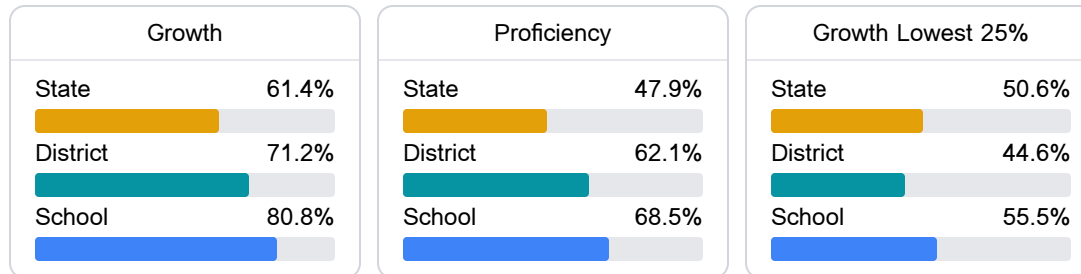 Growth
State 61.4%
District 71.2%
School 80.8%
Proficiency
State 47.9%
District 62.1%
School 68.5%
Growth Lowest 25%
State 50.6%
District 44.6%
School 55.5%